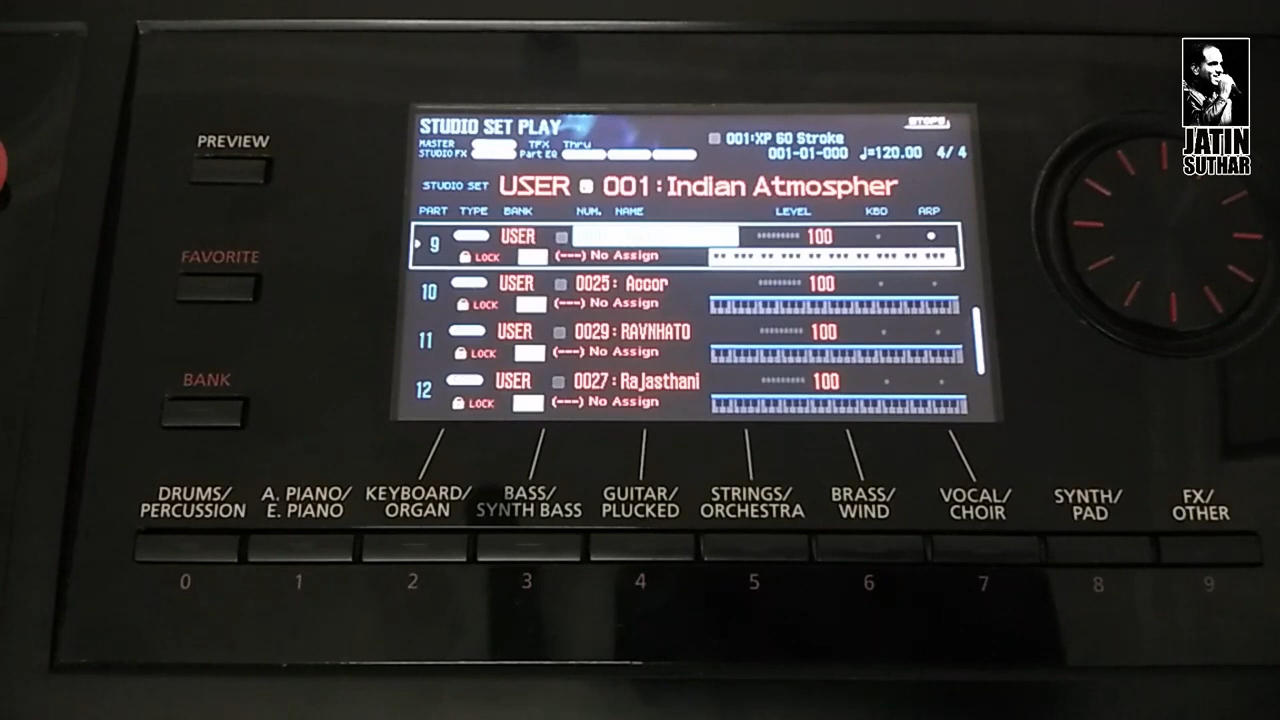 JATIN
SUTHAR
PREVIEW
FAVORITE
BANK
STUDIO SET PLAY
MASTER
TFX
Thru
STUDIO FX
Part EQ
001:XP 60 Stroke
STOP
001-01-000 ♩=120.00 4/ 4
STUDIO SET USER 001:Indian Atmospher
PART TYPE BANK NUM. NAME LEVEL KBD ARP
9 USER 100
LOCK (---) No Assign
10 USER 0025: Accor 100
LOCK (---) No Assign
11 USER 0029: RAVNHATO 100
LOCK (---) No Assign
12 USER 0027: Rajasthani 100
LOCK (---) No Assign
DRUMS/
PERCUSSION
A. PIANO/
E. PIANO
KEYBOARD/
ORGAN
BASS/
SYNTH BASS
GUITAR/
PLUCKED
STRINGS/
ORCHESTRA
BRASS/
WIND
VOCAL/
CHOIR
SYNTH/
PAD
FX/
OTHER
0 1 2 3 4 5 6 7 8 9